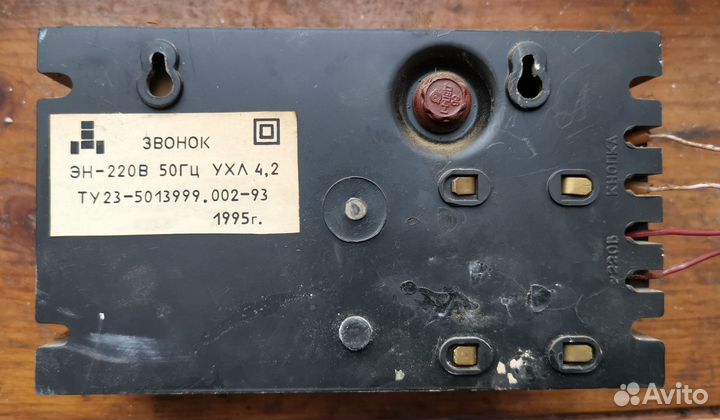 ЗВОНОК
ЭН-220В 50ГЦ УХЛ 4,2
ТУ23-5013999.002-93
1995г.
КНОПКА
~220В
Avito